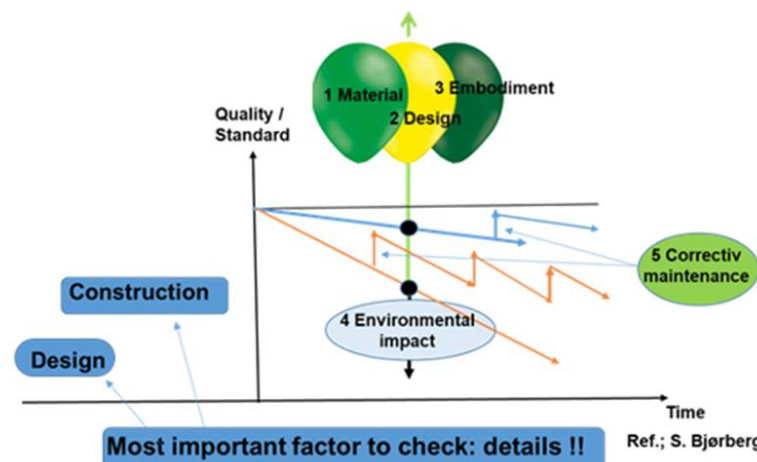 1 Material
3 Embodiment
2 Design
Quality /
Standard
5 Correctiv
maintenance
Construction
4 Environmental
impact
Design
Time
Most important factor to check: details !!
Ref.; S. Bjørberg